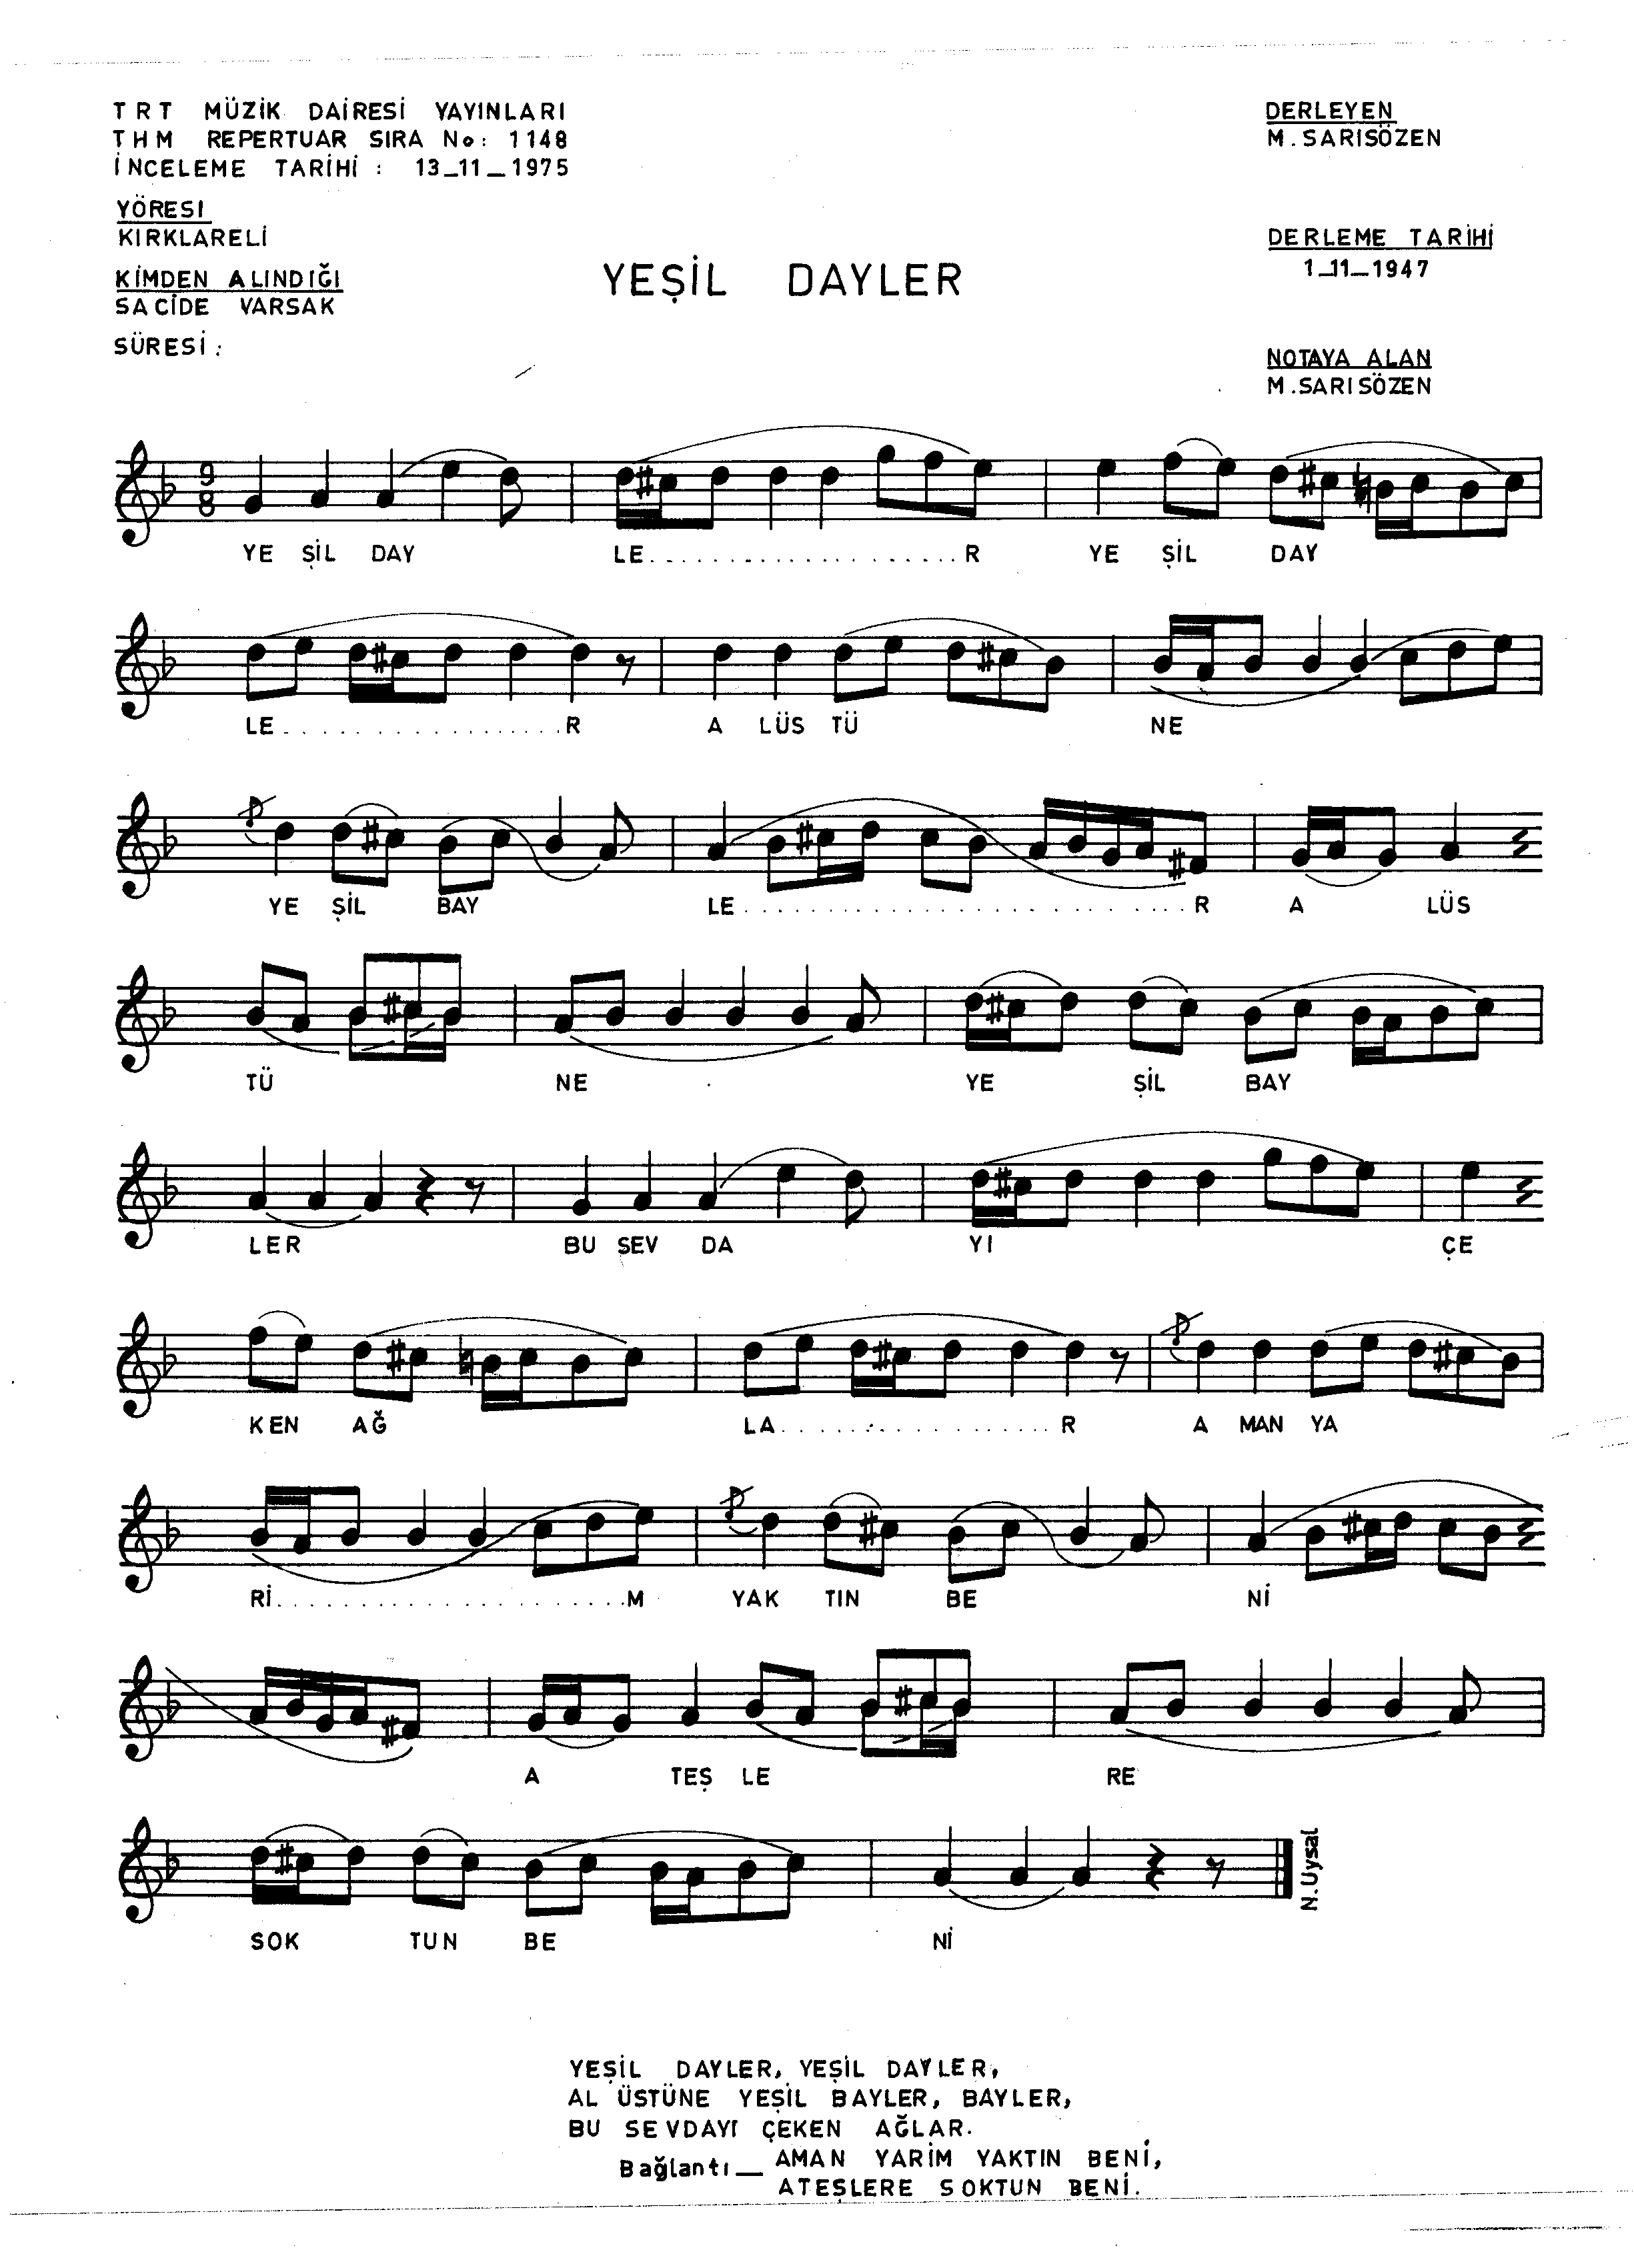 TRT MÜZİK DAİRESİ YAYINLARI
THM REPERTUAR SIRA No: 1148
İNCELEME TARİHİ : 13_11_1975
YÖRESI
KIRKLARELİ
KİMDEN ALINDIĞI
SACİDE VARSAK
SÜRESİ:
DERLEYEN
M.SARISÖZEN
DERLEME TARİHİ
1_11_1947
NOTAYA ALAN
M.SARISÖZEN
YEŞİL DAYLER
9
8
YE ŞİL DAY LE....................R YE ŞİL DAY
LE..................R A LÜS TÜ NE
YE ŞİL BAY LE......................R A LÜS
TÜ NE YE ŞİL BAY
LER BU SEV DA YI ÇE
KEN AĞ LA.............R A MAN YA
Rİ.................M YAK TIN BE Nİ
A TEŞ LE RE
SOK TUN BE Nİ
N.Uysal
YEŞİL DAYLER, YEŞİL DAYLER,
AL ÜSTÜNE YEŞİL BAYLER, BAYLER,
BU SEVDAYI ÇEKEN AĞLAR.
Bağlantı_ AMAN YARİM YAKTIN BENİ,
ATEŞLERE SOKTUN BENİ.